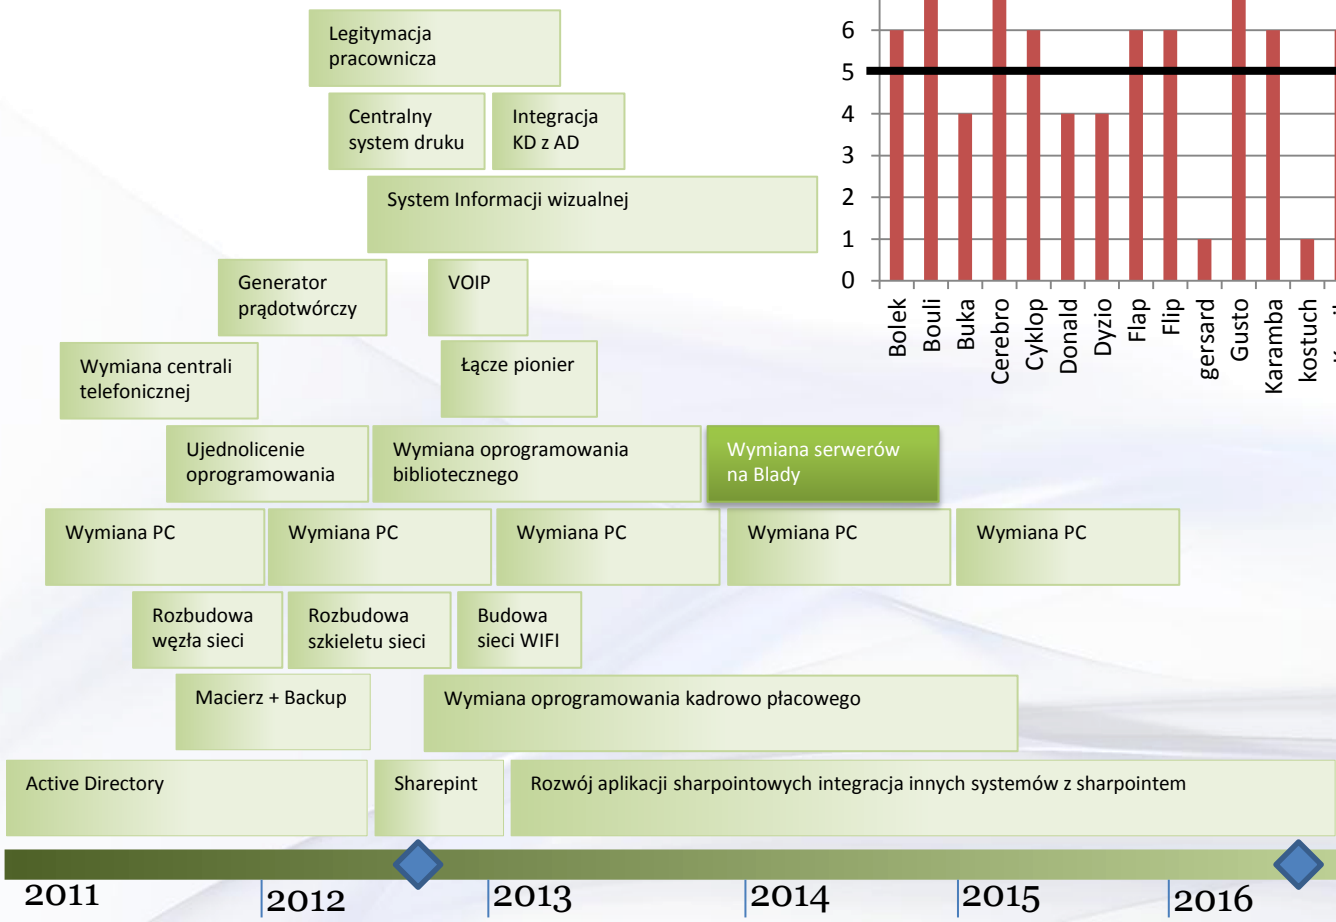 Legitymacja
pracownicza
Centralny
system druku
Integracja
KD z AD
System Informacji wizualnej
Generator
prądotwórczy
VOIP
Wymiana centrali
telefonicznej
Łącze pionier
Ujednolicenie
oprogramowania
Wymiana oprogramowania
bibliotecznego
Wymiana serwerów
na Blady
Wymiana PC
Wymiana PC
Wymiana PC
Wymiana PC
Wymiana PC
Rozbudowa
węzła sieci
Rozbudowa
szkieletu sieci
Budowa
sieci WIFI
Macierz + Backup
Wymiana oprogramowania kadrowo płacowego
Active Directory
Sharepint
Rozwój aplikacji sharpointowych integracja innych systemów z sharpointem
2011
2012
2013
2014
2015
2016
6
5
4
3
2
1
0
Bolek
Bouli
Buka
Cerebro
Cyklop
Donald
Dyzio
Flap
Flip
gersard
Gusto
Karamba
kostuch